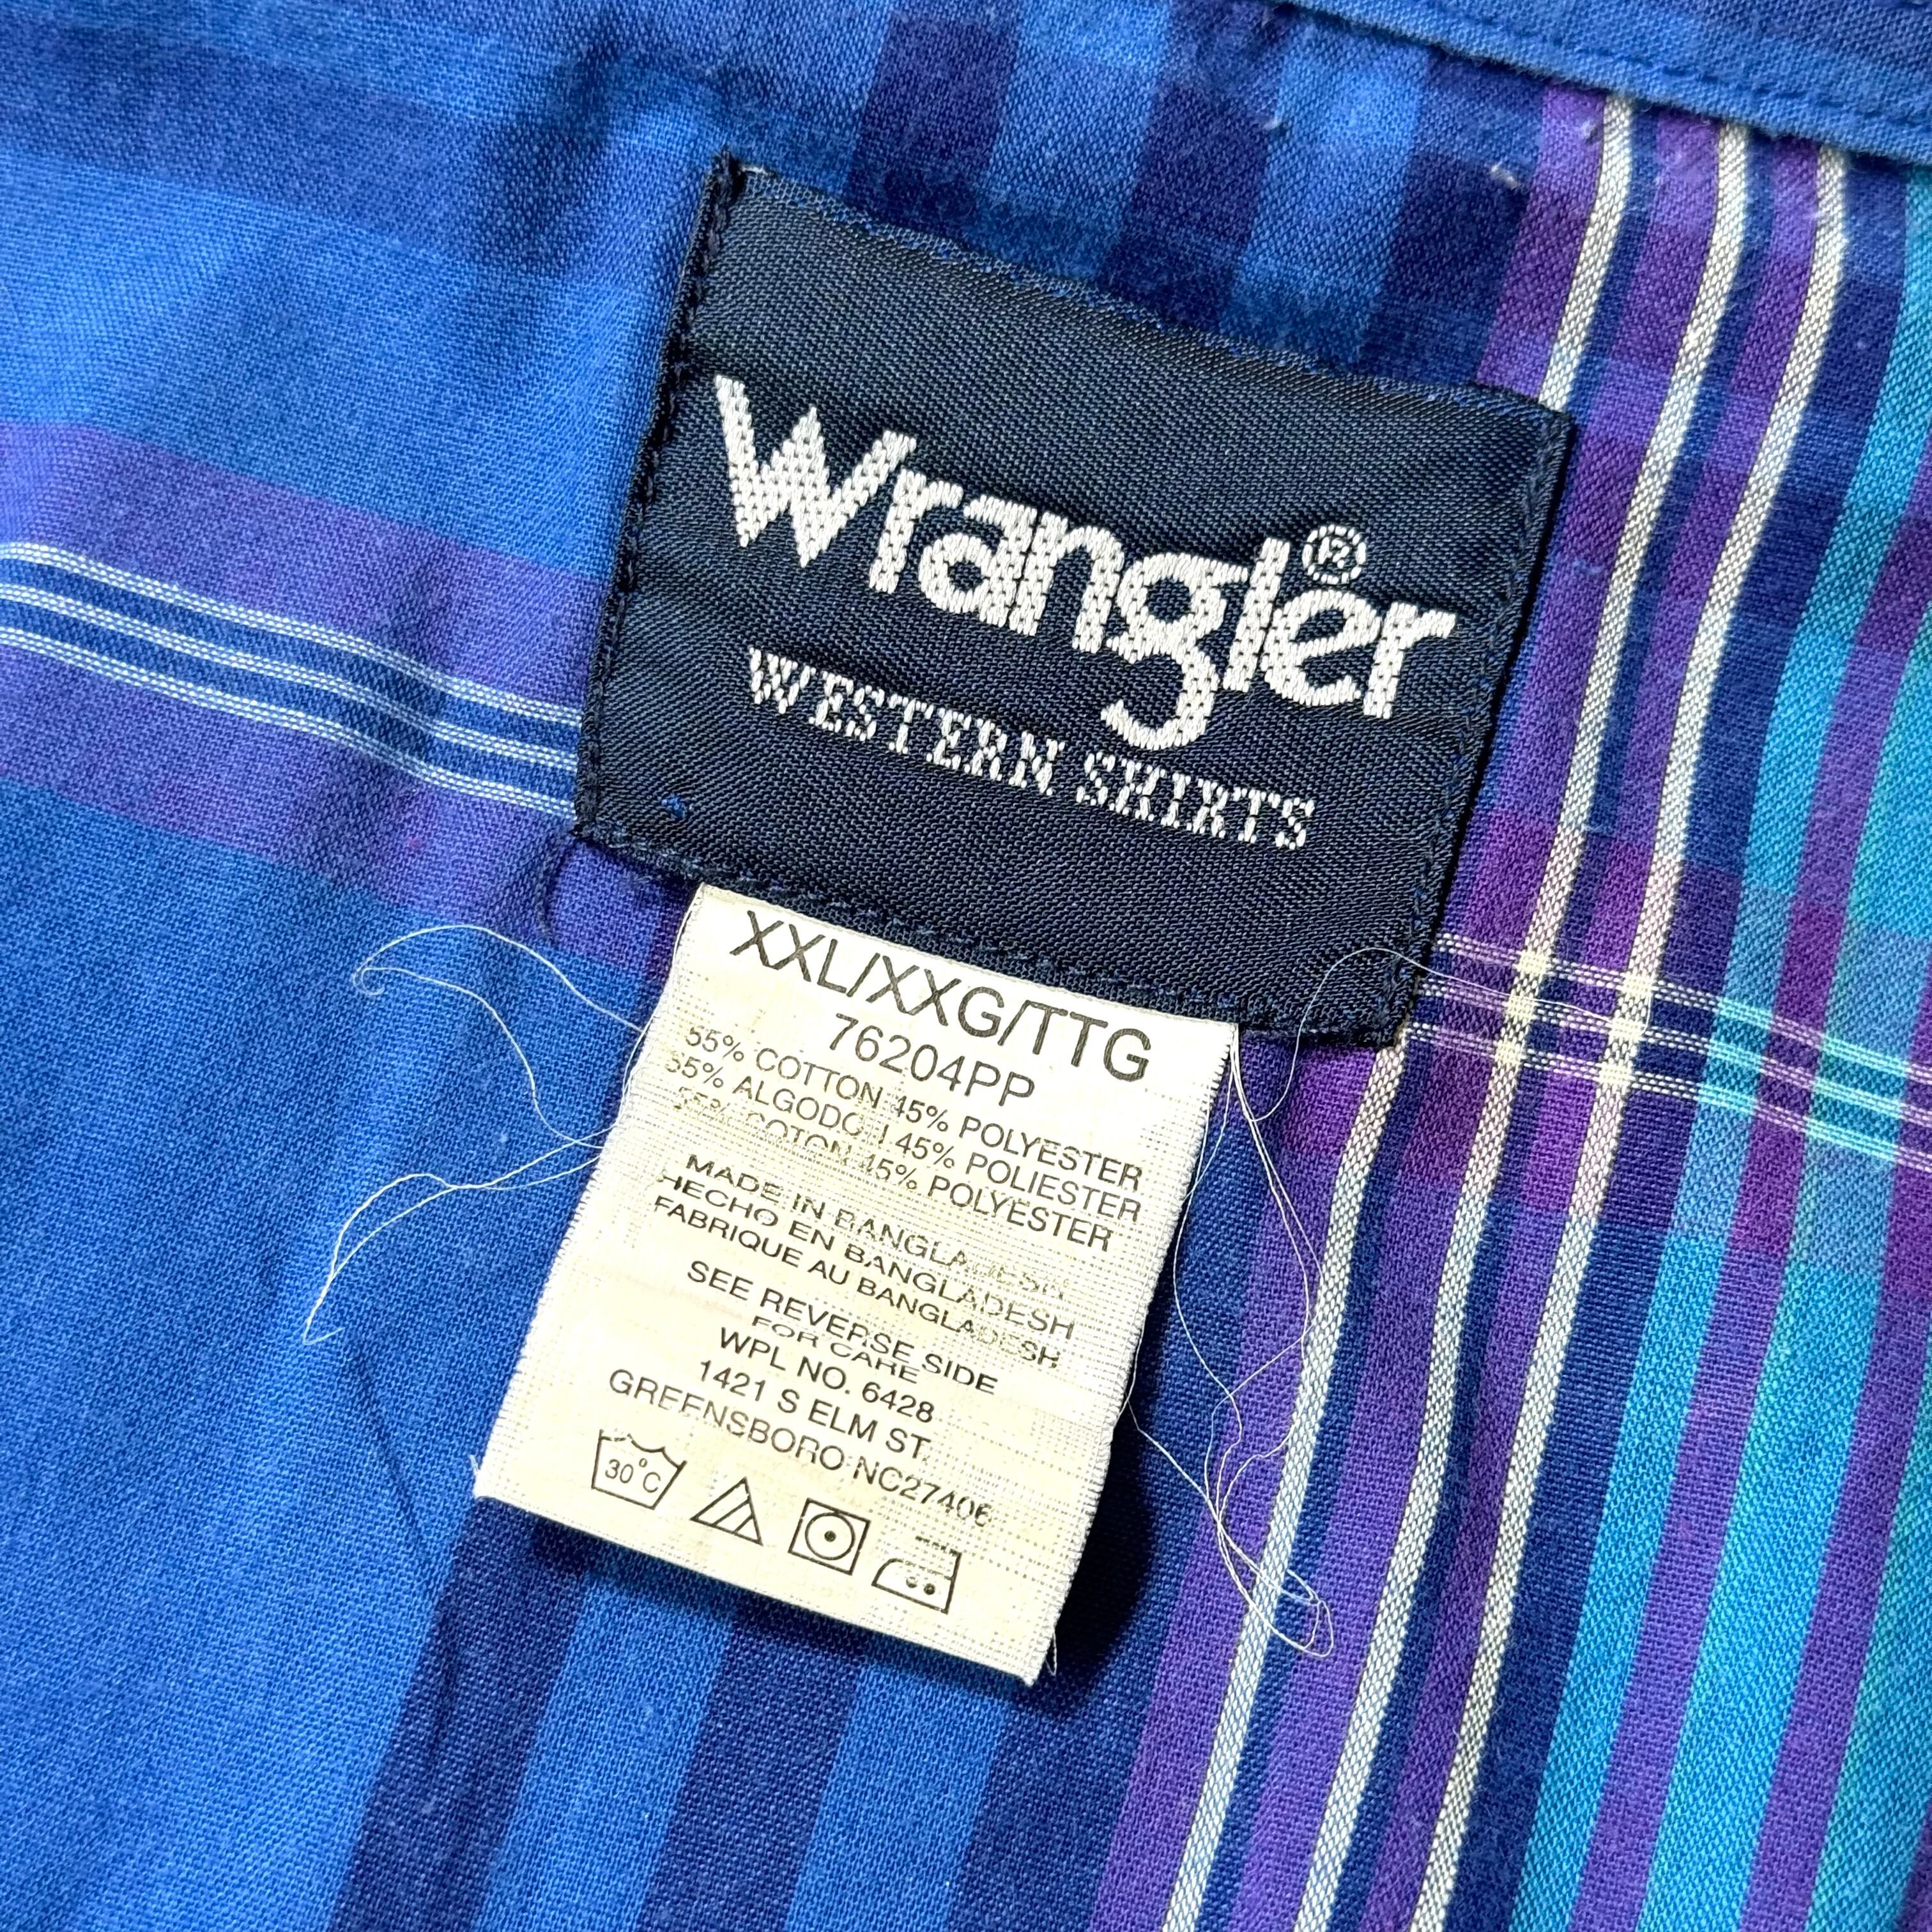 Wrangler®
WESTERN SHIRTS
XXL/XXG/TTG
76204PP
55% COTTON 45% POLYESTER
55% ALGODON 45% POLIESTER
55% COTON 45% POLYESTER
MADE IN BANGLADESH
HECHO EN BANGLADESH
FABRIQUE AU BANGLADESH
SEE REVERSE SIDE
FOR CARE
WPL NO. 6428
1421 S ELM ST.
GREENSBORO NC27406
30°C